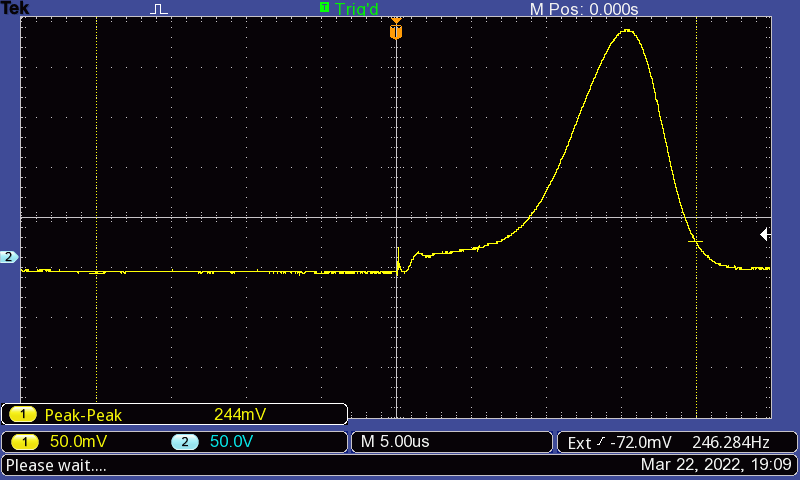 Tek T Trig'd M Pos: 0.000s
T
2
1 Peak-Peak 244mV
1 50.0mV 2 50.0V M 5.00us Ext -72.0mV 246.284Hz
Please wait.... Mar 22, 2022, 19:09